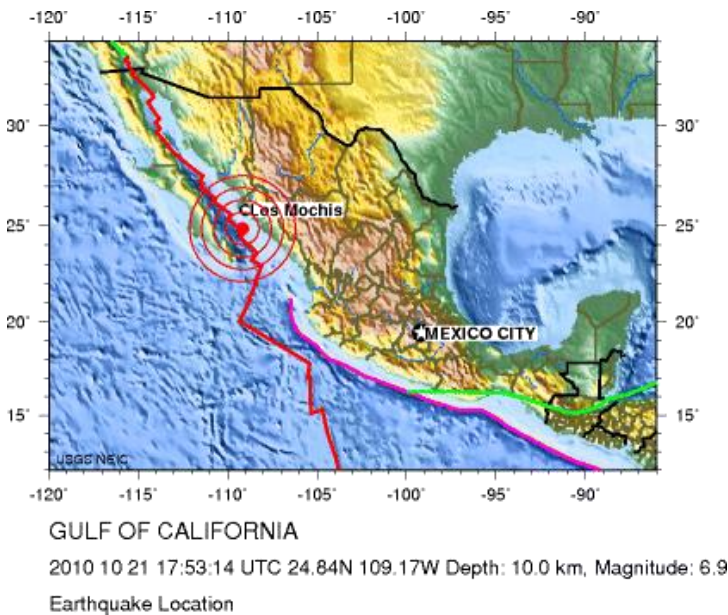 -120° -115° -110° -105° -100° -95° -90°
30°
30°
Los Mochis
25°
25°
20°
MEXICO CITY
20°
15°
15°
USGS NEIC
-120° -115° -110° -105° -100° -95° -90°
GULF OF CALIFORNIA
2010 10 21 17:53:14 UTC 24.84N 109.17W Depth: 10.0 km, Magnitude: 6.9
Earthquake Location